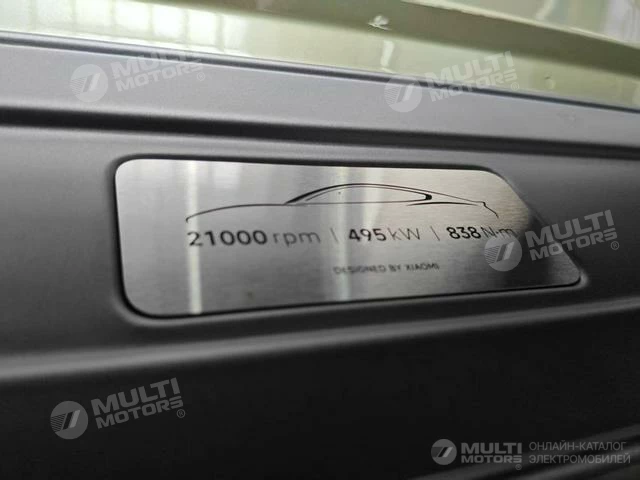 MULTI
MOTORS®
MULTI
MOTORS®
21000 rpm | 495 kW | 838 N·m
DESIGNED BY XIAOMI
MULTI
MOTORS®
MULTI
MOTORS®
MULTI
MOTORS®
ОНЛАЙН-КАТАЛОГ
ЭЛЕКТРОМОБИЛЕЙ